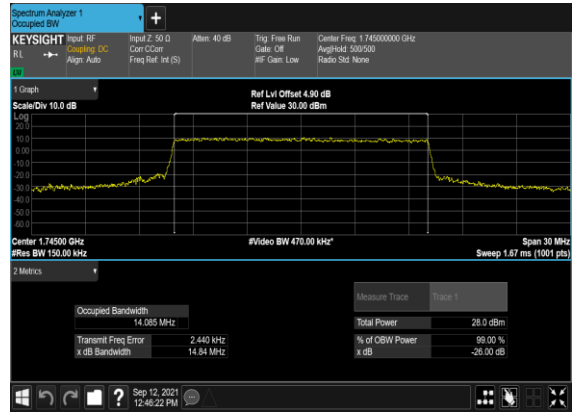 Spectrum Analyzer 1
Occupied BW
KEYSIGHT Input: RF Input Z: 50 Ω Atten: 40 dB Trig: Free Run Center Freq: 1.745000000 GHz
RL Coupling: DC Corr CCorr Gate: Off Avg|Hold: 500/500
Align: Auto Freq Ref: Int (S) #IF Gain: Low Radio Std: None
LW
1 Graph
Ref Lvl Offset 4.90 dB
Scale/Div 10.0 dB Ref Value 30.00 dBm
Log
20.0
10.0
0.00
-10.0
-20.0
-30.0
-40.0
-50.0
-60.0
Center 1.74500 GHz #Video BW 470.00 kHz* Span 30 MHz
#Res BW 150.00 kHz Sweep 1.67 ms (1001 pts)
2 Metrics
Measure Trace Trace 1
Occupied Bandwidth
14.085 MHz Total Power 28.0 dBm
Transmit Freq Error 2.440 kHz % of OBW Power 99.00 %
x dB Bandwidth 14.84 MHz x dB -26.00 dB
Sep 12, 2021
12:46:22 PM